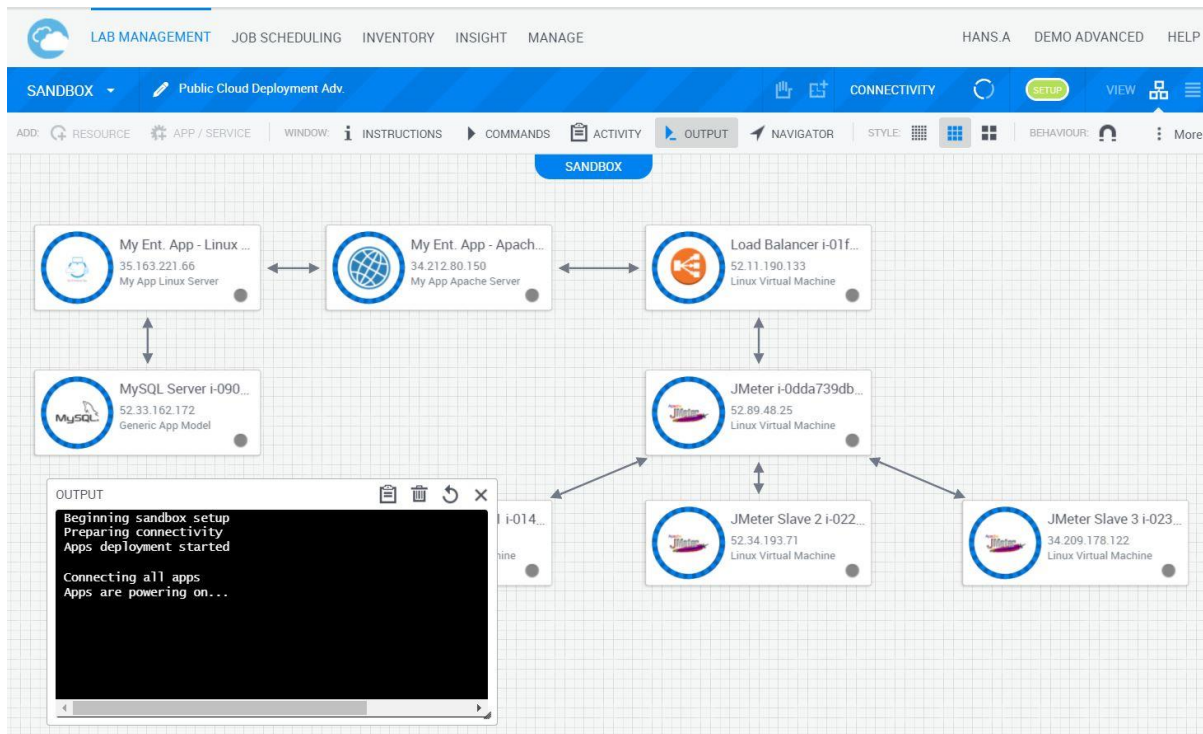 LAB MANAGEMENT JOB SCHEDULING INVENTORY INSIGHT MANAGE HANS.A DEMO ADVANCED HELP
SANDBOX Public Cloud Deployment Adv. CONNECTIVITY SETUP VIEW
ADD: RESOURCE APP / SERVICE WINDOW: INSTRUCTIONS COMMANDS ACTIVITY OUTPUT NAVIGATOR STYLE: BEHAVIOUR: More
SANDBOX
My Ent. App - Linux ...
35.163.221.66
My App Linux Server
My Ent. App - Apach...
34.212.80.150
My App Apache Server
Load Balancer i-01f...
52.11.190.133
Linux Virtual Machine
MySQL
MySQL Server i-090...
52.33.162.172
Generic App Model
JMeter
JMeter i-0dda739db...
52.89.48.25
Linux Virtual Machine
1 i-014...
hine
JMeter
JMeter Slave 2 i-022...
52.34.193.71
Linux Virtual Machine
JMeter
JMeter Slave 3 i-023...
34.209.178.122
Linux Virtual Machine
OUTPUT
Beginning sandbox setup
Preparing connectivity
Apps deployment started
Connecting all apps
Apps are powering on...